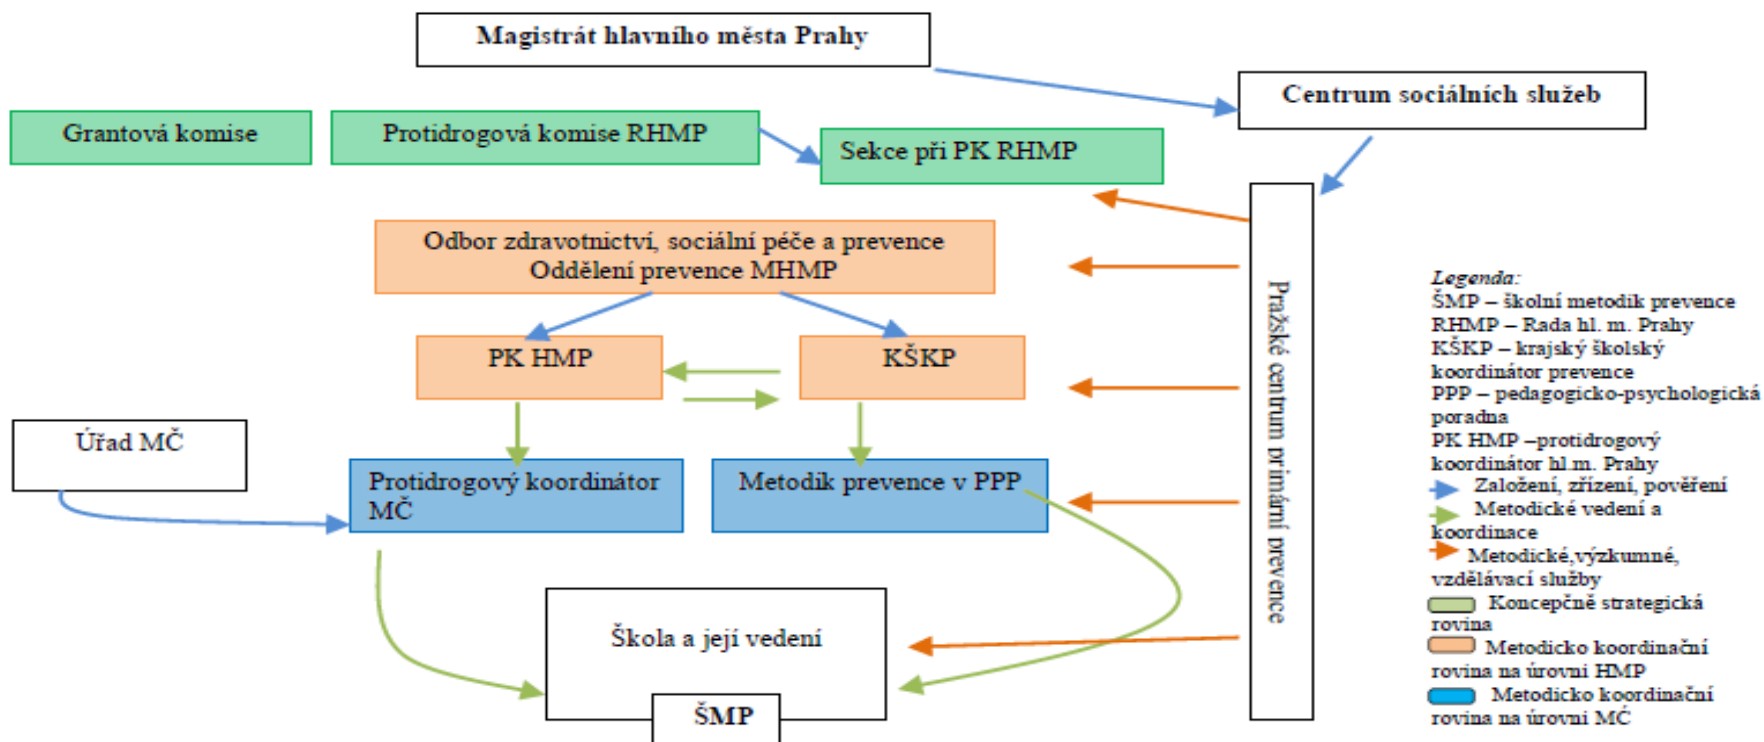 Magistrát hlavního města Prahy
Centrum sociálních služeb
Grantová komise
Protidrogová komise RHMP
Sekce při PK RHMP
Odbor zdravotnictví, sociální péče a prevence
Oddělení prevence MHMP
PK HMP
KŠKP
Úřad MČ
Protidrogový koordinátor
MČ
Metodik prevence v PPP
Škola a její vedení
ŠMP
Pražské centrum primární prevence
Legenda:
ŠMP – školní metodik prevence
RHMP – Rada hl. m. Prahy
KŠKP – krajský školský
koordinátor prevence
PPP – pedagogicko-psychologická
poradna
PK HMP –protidrogový
koordinátor hl.m. Prahy
Založení, zřízení, pověření
Metodické vedení a
koordinace
Metodické,výzkumné,
vzdělávací služby
Koncepčně strategická
rovina
Metodicko koordinační
rovina na úrovni HMP
Metodicko koordinační
rovina na úrovni MČ